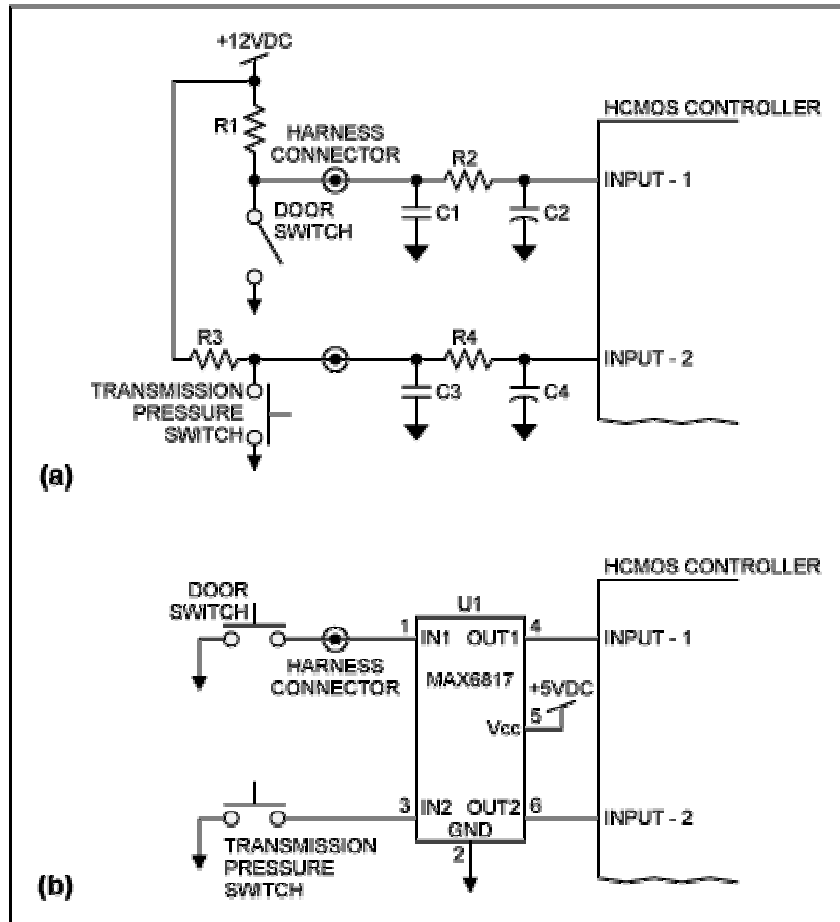 +12VDC
R1
HARNESS
CONNECTOR
R2
HCMOS CONTROLLER
INPUT - 1
DOOR
SWITCH
C1
C2
R3
R4
INPUT - 2
TRANSMISSION
PRESSURE
SWITCH
C3
C4
(a)
HCMOS CONTROLLER
DOOR
SWITCH
U1
1
IN1
OUT1
4
INPUT - 1
HARNESS
CONNECTOR
MAX6817
+5VDC
Vcc
5
3
IN2
OUT2
6
INPUT - 2
GND
2
TRANSMISSION
PRESSURE
SWITCH
(b)